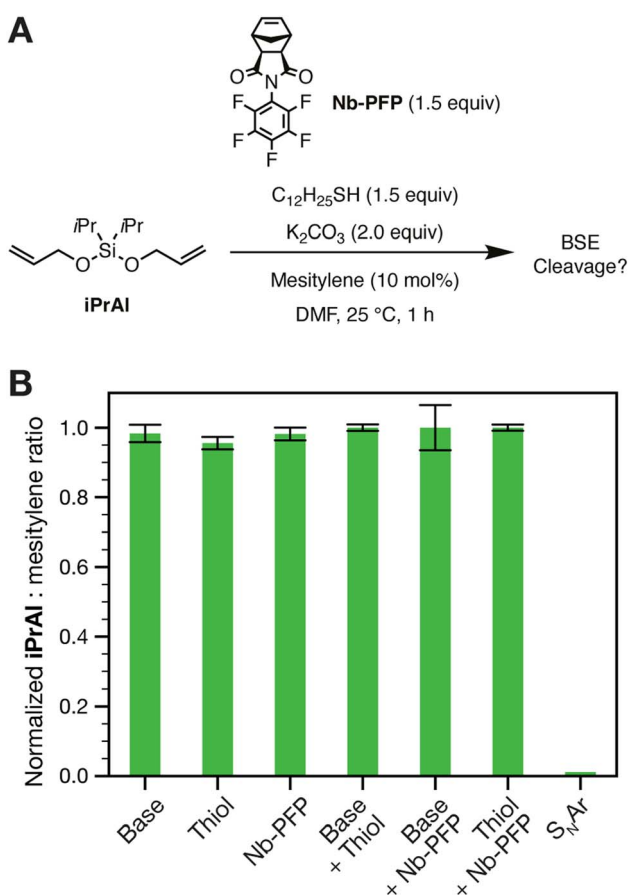 A
O
O
N
F
F
F
F
F
Nb-PFP (1.5 equiv)
C₁₂H₂₅SH (1.5 equiv)
K₂CO₃ (2.0 equiv)
Mesitylene (10 mol%)
DMF, 25 °C, 1 h
iPr
iPr
Si
O
O
iPrAl
BSE
Cleavage?
B
Normalized iPrAl : mesitylene ratio
1.0
0.8
0.6
0.4
0.2
0.0
Base
Thiol
Nb-PFP
Base
+ Thiol
Base
+ Nb-PFP
Thiol
+ Nb-PFP
SNAr